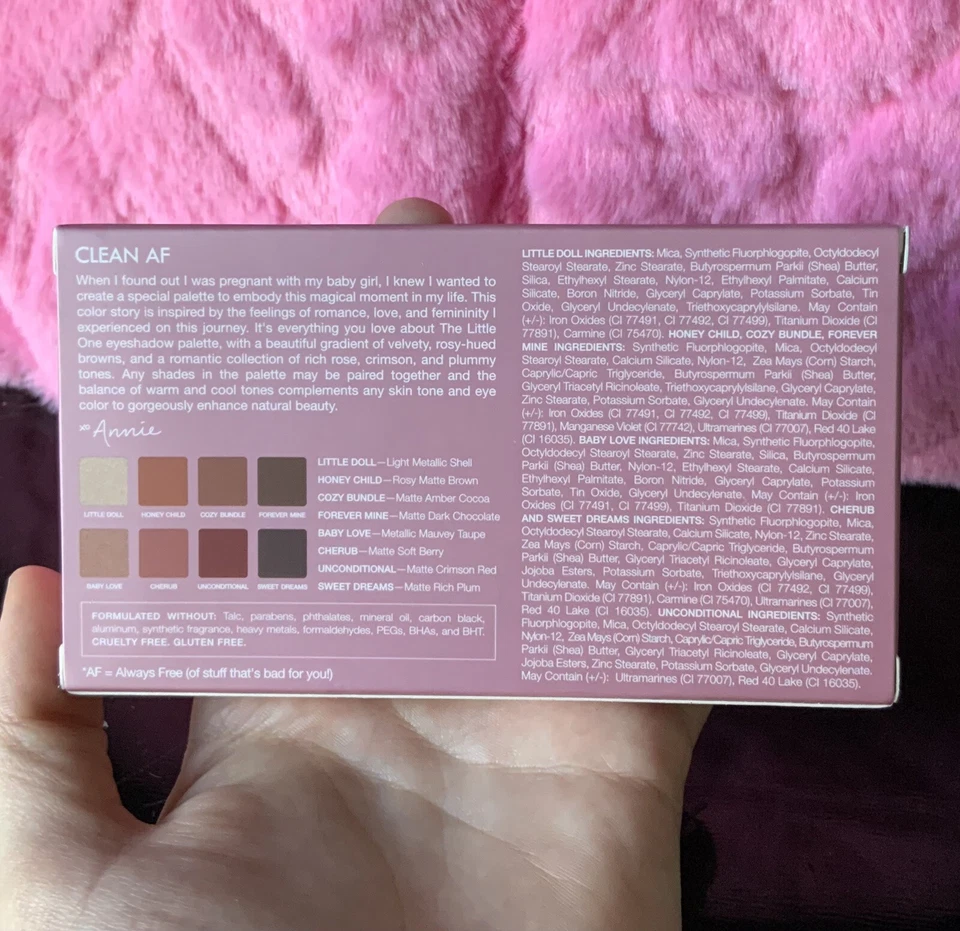 CLEAN AF
When I found out I was pregnant with my baby girl, I knew I wanted to
create a special palette to embody this magical moment in my life. This
color story is inspired by the feelings of romance, love, and femininity I
experienced on this journey. It's everything you love about The Little
One eyeshadow palette, with a beautiful gradient of velvety, rosy-hued
browns, and a romantic collection of rich rose, crimson, and plummy
tones. Any shades in the palette may be paired together and the
balance of warm and cool tones complements any skin tone and eye
color to gorgeously enhance natural beauty.
xo Annie
LITTLE DOLL
HONEY CHILD
COZY BUNDLE
FOREVER MINE
BABY LOVE
CHERUB
UNCONDITIONAL
SWEET DREAMS
LITTLE DOLL—Light Metallic Shell
HONEY CHILD—Rosy Matte Brown
COZY BUNDLE—Matte Amber Cocoa
FOREVER MINE—Matte Dark Chocolate
BABY LOVE—Metallic Mauvey Taupe
CHERUB—Matte Soft Berry
UNCONDITIONAL—Matte Crimson Red
SWEET DREAMS—Matte Rich Plum
FORMULATED WITHOUT: Talc, parabens, phthalates, mineral oil, carbon black,
aluminum, synthetic fragrance, heavy metals, formaldehydes, PEGs, BHAs, and BHT.
CRUELTY FREE. GLUTEN FREE.
*AF = Always Free (of stuff that's bad for you!)
LITTLE DOLL INGREDIENTS: Mica, Synthetic Fluorphlogopite, Octyldodecyl
Stearoyl Stearate, Zinc Stearate, Butyrospermum Parkii (Shea) Butter,
Silica, Ethylhexyl Stearate, Nylon-12, Ethylhexyl Palmitate, Calcium
Silicate, Boron Nitride, Glyceryl Caprylate, Potassium Sorbate, Tin
Oxide, Glyceryl Undecylenate, Triethoxycaprylylsilane. May Contain
(+/-): Iron Oxides (CI 77491, CI 77492, CI 77499), Titanium Dioxide (CI
77891), Carmine (CI 75470). HONEY CHILD, COZY BUNDLE, FOREVER
MINE INGREDIENTS: Synthetic Fluorphlogopite, Mica, Octyldodecyl
Stearoyl Stearate, Calcium Silicate, Nylon-12, Zea Mays (Corn) Starch,
Caprylic/Capric Triglyceride, Butyrospermum Parkii (Shea) Butter,
Glyceryl Triacetyl Ricinoleate, Triethoxycaprylylsilane, Glyceryl Caprylate,
Zinc Stearate, Potassium Sorbate, Glyceryl Undecylenate. May Contain
(+/-): Iron Oxides (CI 77491, CI 77492, CI 77499), Titanium Dioxide (CI
77891), Manganese Violet (CI 77742), Ultramarines (CI 77007), Red 40 Lake
(CI 16035). BABY LOVE INGREDIENTS: Mica, Synthetic Fluorphlogopite,
Octyldodecyl Stearoyl Stearate, Zinc Stearate, Silica, Butyrospermum
Parkii (Shea) Butter, Nylon-12, Ethylhexyl Stearate, Calcium Silicate,
Ethylhexyl Palmitate, Boron Nitride, Glyceryl Caprylate, Potassium
Sorbate, Tin Oxide, Glyceryl Undecylenate. May Contain (+/-): Iron
Oxides (CI 77491, CI 77499), Titanium Dioxide (CI 77891). CHERUB
AND SWEET DREAMS INGREDIENTS: Synthetic Fluorphlogopite, Mica,
Octyldodecyl Stearoyl Stearate, Calcium Silicate, Nylon-12, Zinc Stearate,
Zea Mays (Corn) Starch, Caprylic/Capric Triglyceride, Butyrospermum
Parkii (Shea) Butter, Glyceryl Triacetyl Ricinoleate, Glyceryl Caprylate,
Jojoba Esters, Potassium Sorbate, Triethoxycaprylylsilane, Glyceryl
Undecylenate. May Contain (+/-): Iron Oxides (CI 77492, CI 77499),
Titanium Dioxide (CI 77891), Carmine (CI 75470), Ultramarines (CI 77007),
Red 40 Lake (CI 16035). UNCONDITIONAL INGREDIENTS: Synthetic
Fluorphlogopite, Mica, Octyldodecyl Stearoyl Stearate, Calcium Silicate,
Nylon-12, Zea Mays (Corn) Starch, Caprylic/Capric Triglyceride, Butyrospermum
Parkii (Shea) Butter, Glyceryl Triacetyl Ricinoleate, Glyceryl Caprylate,
Jojoba Esters, Zinc Stearate, Potassium Sorbate, Glyceryl Undecylenate.
May Contain (+/-): Ultramarines (CI 77007), Red 40 Lake (CI 16035).